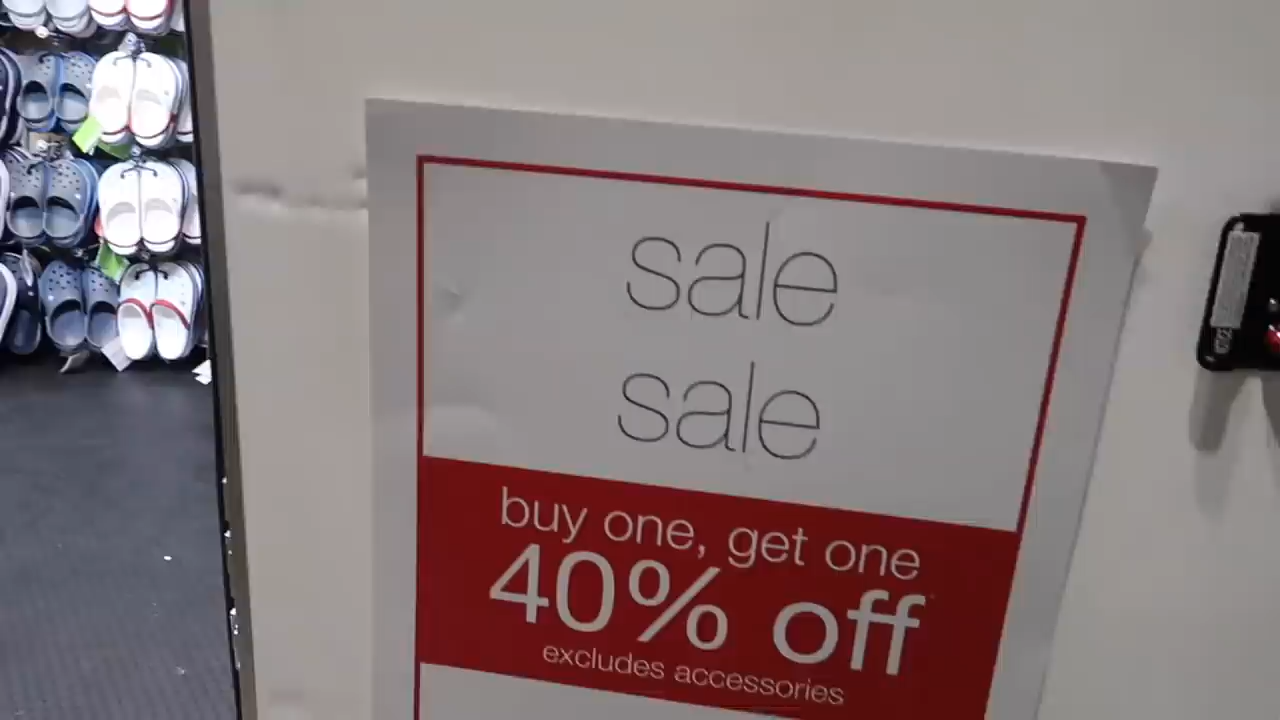 sale
sale
buy one, get one
40% off
excludes accessories